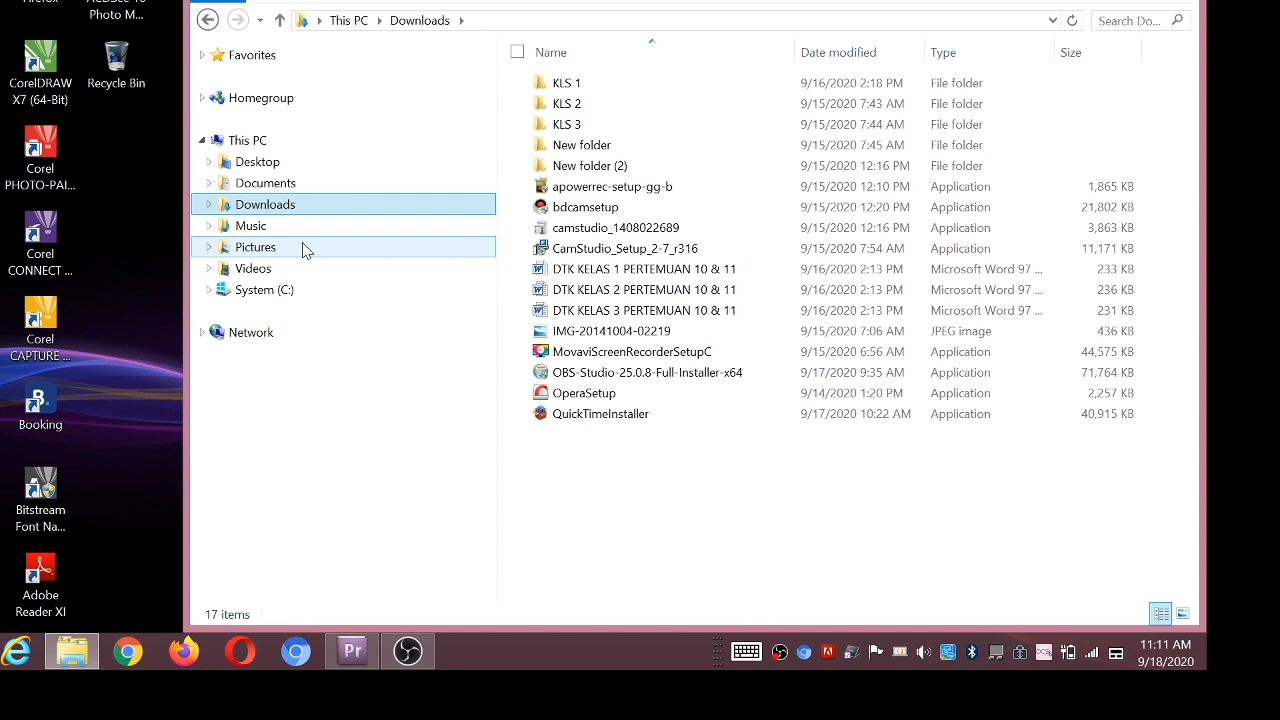 Firefox
ACDSee 10
Photo M...
CorelDRAW
X7 (64-Bit)
Recycle Bin
Corel
PHOTO-PAI...
Corel
CONNECT ...
Corel
CAPTURE ...
B.
Booking
Bitstream
Font Na...
Adobe
Reader XI
This PC
Downloads
Search Do...
Favorites
Homegroup
This PC
Desktop
Documents
Downloads
Music
Pictures
Videos
System (C:)
Network
Name Date modified Type Size
KLS 1 9/16/2020 2:18 PM File folder
KLS 2 9/15/2020 7:43 AM File folder
KLS 3 9/15/2020 7:44 AM File folder
New folder 9/15/2020 7:45 AM File folder
New folder (2) 9/15/2020 12:16 PM File folder
apowerrec-setup-gg-b 9/15/2020 12:10 PM Application 1,865 KB
bdcamsetup 9/15/2020 12:20 PM Application 21,802 KB
camstudio_1408022689 9/15/2020 12:16 PM Application 3,863 KB
CamStudio_Setup_2-7_r316 9/15/2020 7:54 AM Application 11,171 KB
DTK KELAS 1 PERTEMUAN 10 & 11 9/16/2020 2:13 PM Microsoft Word 97 ... 233 KB
DTK KELAS 2 PERTEMUAN 10 & 11 9/16/2020 2:13 PM Microsoft Word 97 ... 236 KB
DTK KELAS 3 PERTEMUAN 10 & 11 9/16/2020 2:13 PM Microsoft Word 97 ... 231 KB
IMG-20141004-02219 9/15/2020 7:06 AM JPEG image 436 KB
MovaviScreenRecorderSetupC 9/15/2020 6:56 AM Application 44,575 KB
OBS-Studio-25.0.8-Full-Installer-x64 9/17/2020 9:35 AM Application 71,764 KB
OperaSetup 9/14/2020 1:20 PM Application 2,257 KB
QuickTimeInstaller 9/17/2020 10:22 AM Application 40,915 KB
17 items
Pr
11:11 AM
9/18/2020